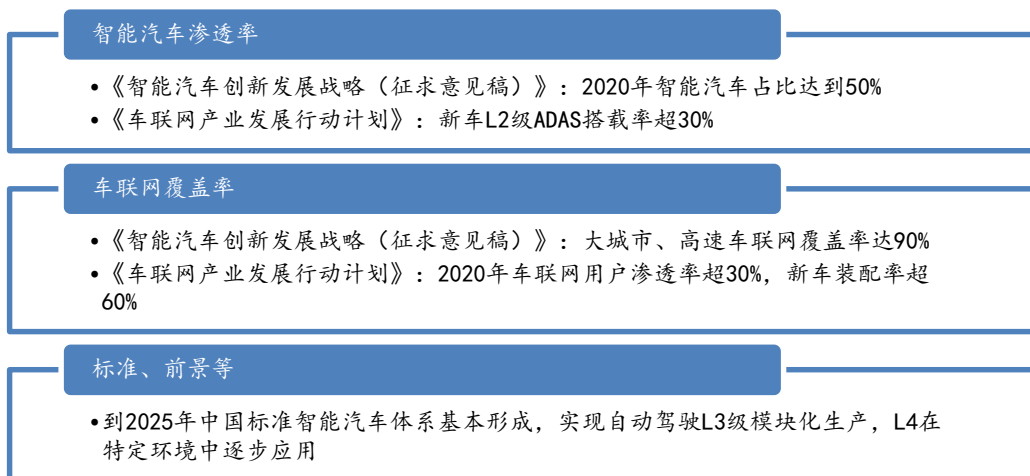 智能汽车渗透率
•《智能汽车创新发展战略（征求意见稿）》：2020年智能汽车占比达到50%
•《车联网产业发展行动计划》：新车L2级ADAS搭载率超30%
车联网覆盖率
•《智能汽车创新发展战略（征求意见稿）》：大城市、高速车联网覆盖率达90%
•《车联网产业发展行动计划》：2020年车联网用户渗透率超30%，新车装配率超
60%
标准、前景等
•到2025年中国标准智能汽车体系基本形成，实现自动驾驶L3级模块化生产，L4在
特定环境中逐步应用